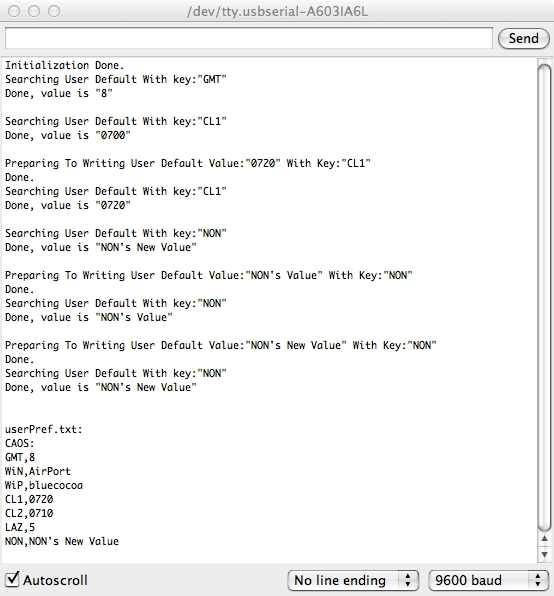 /dev/tty.usbserial-A603IA6L
Send
Initialization Done.
Searching User Default With key:"GMT"
Done, value is "8"
Searching User Default With key:"CL1"
Done, value is "0700"
Preparing To Writing User Default Value:"0720" With Key:"CL1"
Done.
Searching User Default With key:"CL1"
Done, value is "0720"
Searching User Default With key:"NON"
Done, value is "NON's New Value"
Preparing To Writing User Default Value:"NON's Value" With Key:"NON"
Done.
Searching User Default With key:"NON"
Done, value is "NON's Value"
Preparing To Writing User Default Value:"NON's New Value" With Key:"NON"
Done.
Searching User Default With key:"NON"
Done, value is "NON's New Value"
userPref.txt:
CAOS:
GMT,8
WiN,AirPort
WiP,bluecocoa
CL1,0720
CL2,0710
LAZ,5
NON,NON's New Value
Autoscroll
No line ending
9600 baud